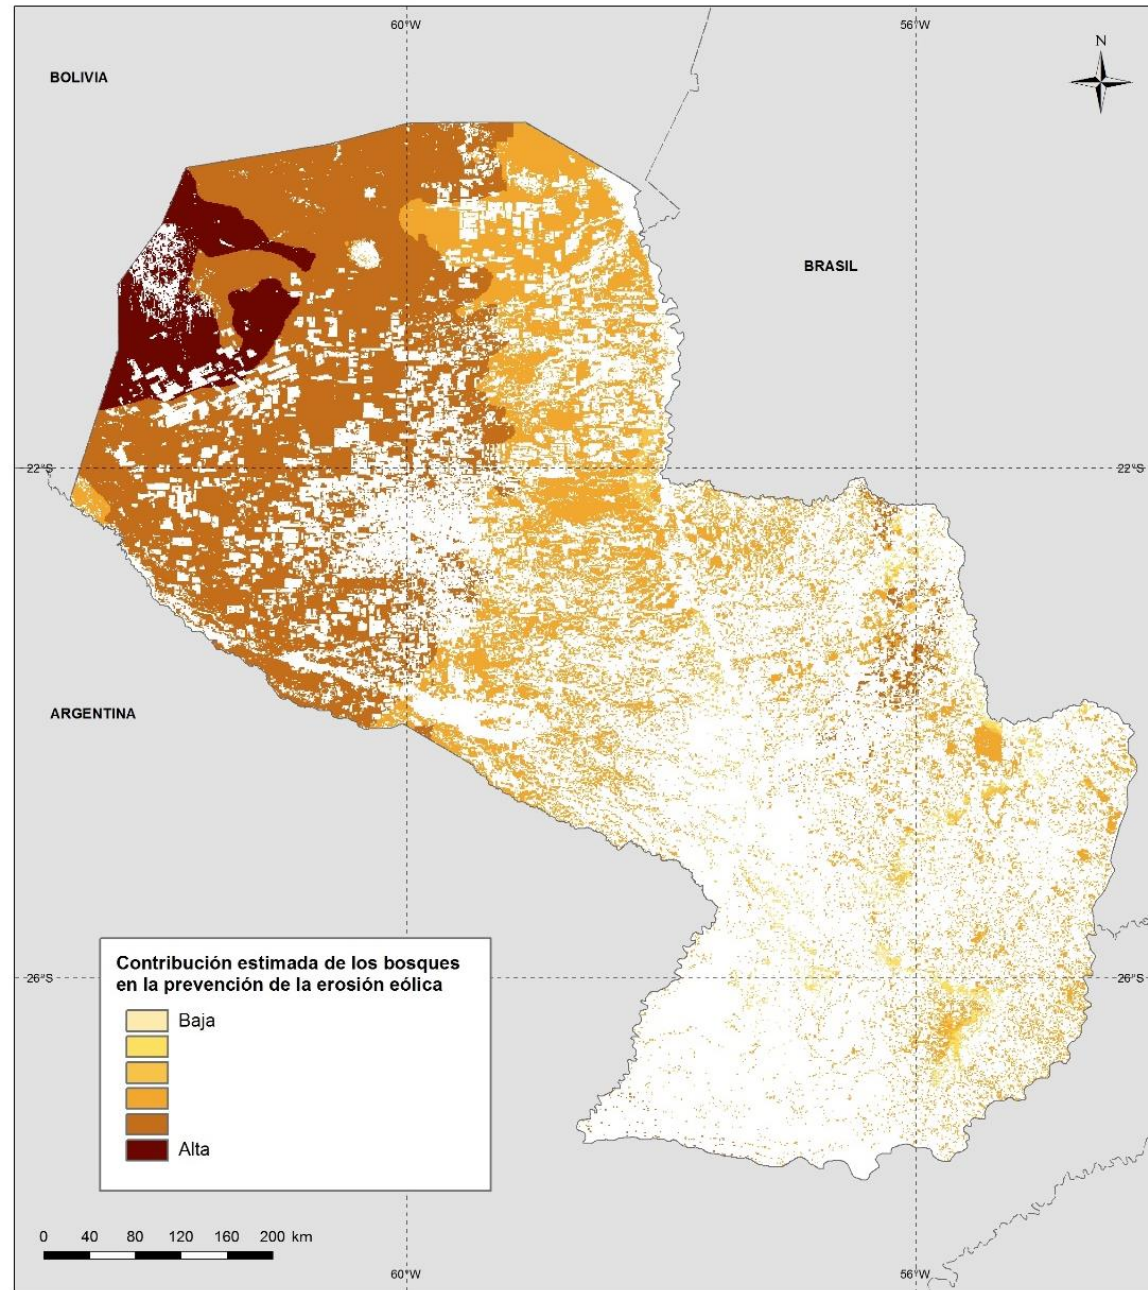 60°W
56°W
N
BOLIVIA
BRASIL
22°S
22°S
ARGENTINA
Contribución estimada de los bosques
en la prevención de la erosión eólica
Baja
Alta
26°S
26°S
0 40 80 120 160 200 km
60°W
56°W